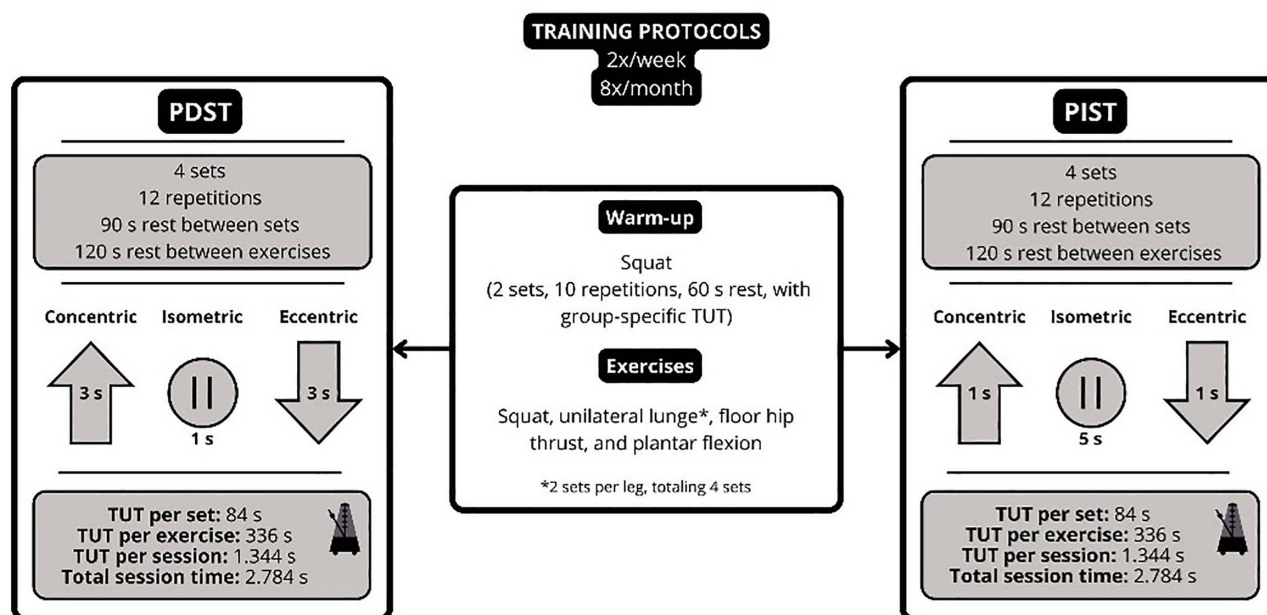 TRAINING PROTOCOLS
2x/week
8x/month
PDST
4 sets
12 repetitions
90 s rest between sets
120 s rest between exercises
Concentric Isometric Eccentric
3 s
1 s
3 s
TUT per set: 84 s
TUT per exercise: 336 s
TUT per session: 1.344 s
Total session time: 2.784 s
Warm-up
Squat
(2 sets, 10 repetitions, 60 s rest, with
group-specific TUT)
Exercises
Squat, unilateral lunge*, floor hip
thrust, and plantar flexion
*2 sets per leg, totaling 4 sets
PIST
4 sets
12 repetitions
90 s rest between sets
120 s rest between exercises
Concentric Isometric Eccentric
1 s
5 s
1 s
TUT per set: 84 s
TUT per exercise: 336 s
TUT per session: 1.344 s
Total session time: 2.784 s